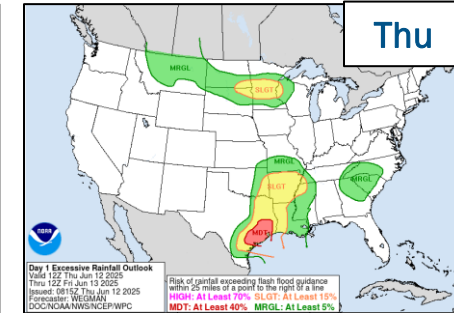 Thu
MRGL
SLGT
MRGL
SLGT
MRGL
MDT
SL
noaa
Day 1 Excessive Rainfall Outlook
Valid 12Z Thu Jun 12 2025
Thru 12Z Fri Jun 13 2025
Issued: 0815Z Thu Jun 12 2025
Forecaster: WEGMAN
DOC/NOAA/NWS/NCEP/WPC
Risk of rainfall exceeding flash flood guidance
within 25 miles of a point to the right of a line
HIGH: At Least 70% SLGT: At Least 15%
MDT: At Least 40% MRGL: At Least 5%